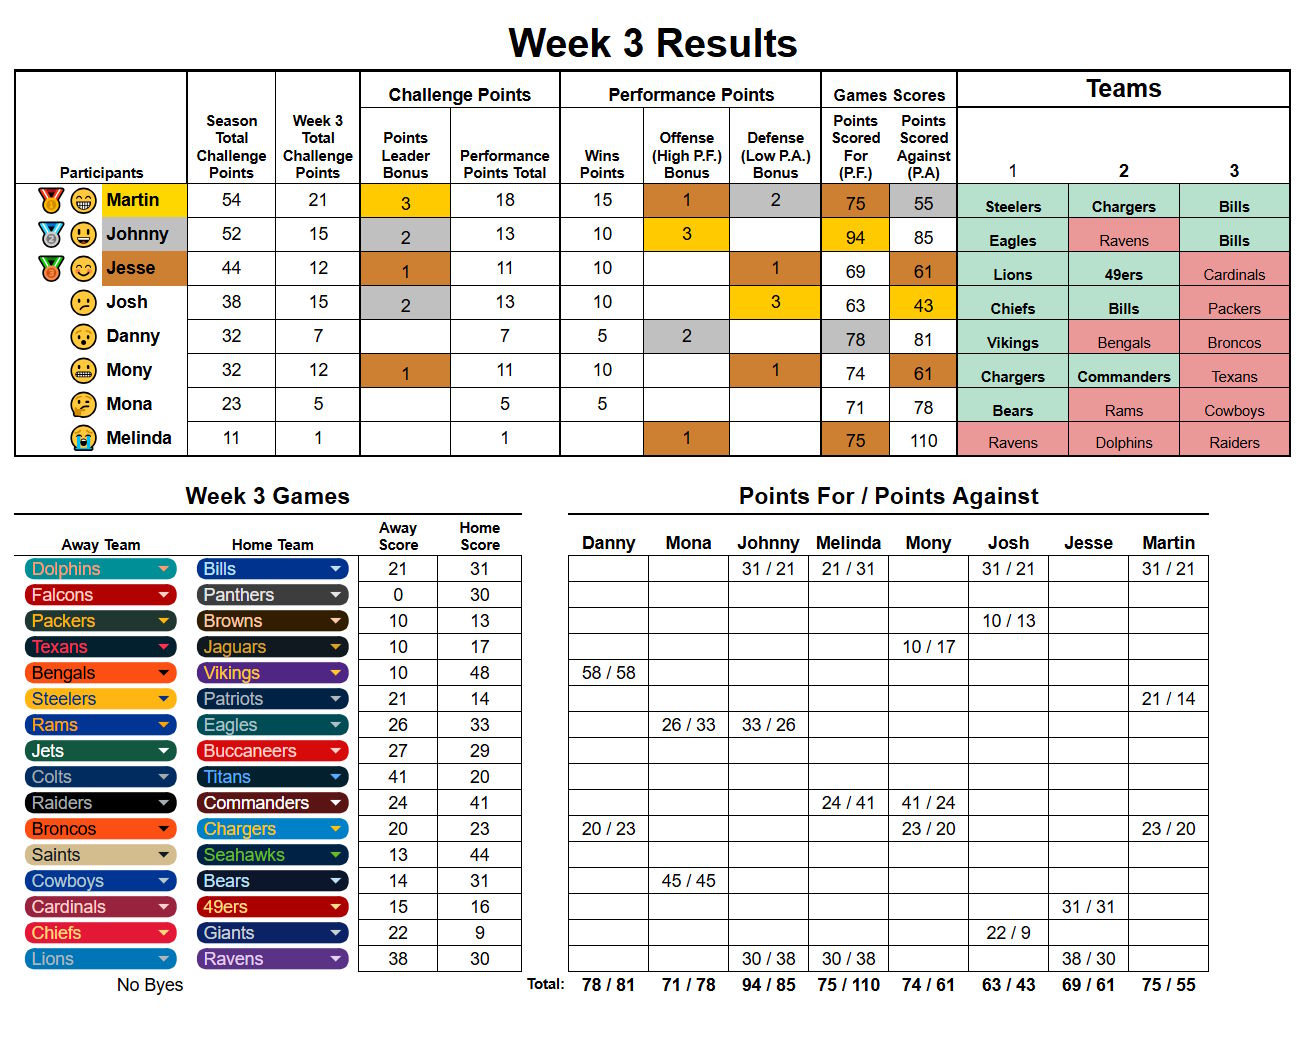 Week 3 Results
Challenge Points Performance Points Games Scores Teams
Participants Season Total Challenge Points Week 3 Total Challenge Points Points Leader Bonus Performance Points Total Wins Points Offense (High P.F.) Bonus Defense (Low P.A.) Bonus Points Scored For (P.F.) Points Scored Against (P.A) 1 2 3
1 Martin 54 21 3 18 15 1 2 75 55 Steelers Chargers Bills
2 Johnny 52 15 2 13 10 3 94 85 Eagles Ravens Bills
3 Jesse 44 12 1 11 10 1 69 61 Lions 49ers Cardinals
Josh 38 15 2 13 10 3 63 43 Chiefs Bills Packers
Danny 32 7 7 5 2 78 81 Vikings Bengals Broncos
Mony 32 12 1 11 10 1 74 61 Chargers Commanders Texans
Mona 23 5 5 5 71 78 Bears Rams Cowboys
Melinda 11 1 1 1 75 110 Ravens Dolphins Raiders
Week 3 Games
Away Team Home Team Away Score Home Score
Dolphins Bills 21 31
Falcons Panthers 0 30
Packers Browns 10 13
Texans Jaguars 10 17
Bengals Vikings 10 48
Steelers Patriots 21 14
Rams Eagles 26 33
Jets Buccaneers 27 29
Colts Titans 41 20
Raiders Commanders 24 41
Broncos Chargers 20 23
Saints Seahawks 13 44
Cowboys Bears 14 31
Cardinals 49ers 15 16
Chiefs Giants 22 9
Lions Ravens 38 30
No Byes
Points For / Points Against
Danny Mona Johnny Melinda Mony Josh Jesse Martin
31 / 21 21 / 31 31 / 21 31 / 21
10 / 13
10 / 17
58 / 58
21 / 14
26 / 33 33 / 26
24 / 41 41 / 24
20 / 23 23 / 20 23 / 20
45 / 45
31 / 31
22 / 9
30 / 38 30 / 38 38 / 30
Total: 78 / 81 71 / 78 94 / 85 75 / 110 74 / 61 63 / 43 69 / 61 75 / 55